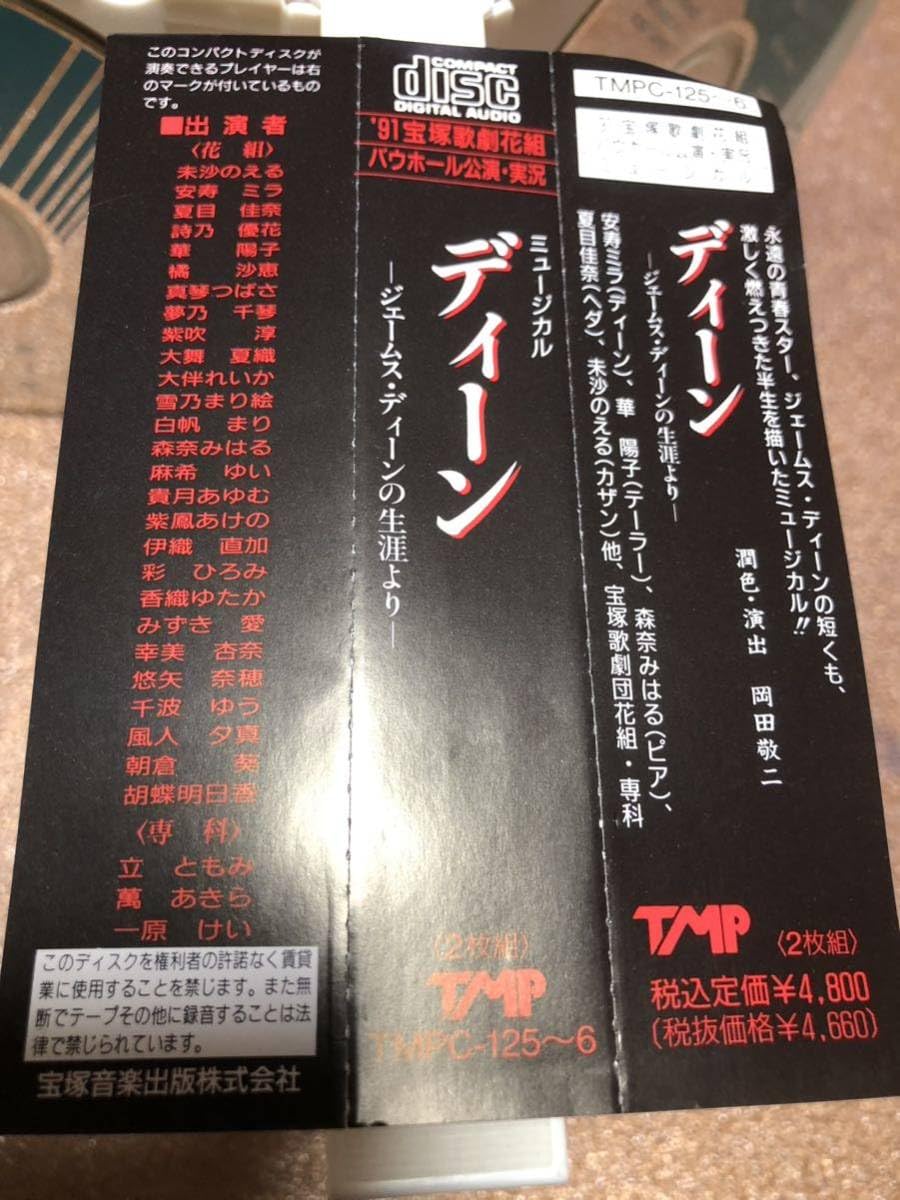 このコンパクトディスクが
演奏できるプレイヤーは右
のマークが付いているもの
です。
■出演者
〈花組〉
未沙のえる
安寿 ミラ
夏目 佳奈
詩乃 優花
華 陽子
橘 沙恵
真琴つばさ
夢乃 千琴
紫吹 淳
大舞 夏織
大伴れいか
雪乃まり絵
白帆 まり
森奈みはる
麻希 ゆい
貴月あゆむ
紫鳳あけの
伊織 直加
彩 ひろみ
香織ゆたか
みずき 愛
幸美 杏奈
悠矢 奈穂
千波 ゆう
風人 夕真
朝倉 葵
胡蝶明日香
〈専科〉
立 ともみ
萬 あきら
一原 けい
このディスクを権利者の許諾なく賃貸
業に使用することを禁じます。また無
断でテープその他に録音することは法
律で禁じられています。
宝塚音楽出版株式会社
COMPACT
disc
DIGITAL AUDIO
'91宝塚歌劇花組
バウホール公演・実況
ミュージカル
ディーン
—ジェームス・ディーンの生涯より—
〈2枚組〉
TMP
TMPC-125〜6
TMPC-125〜6
宝塚歌劇花組
永遠の青春スター、ジェームス・ディーンの短くも、
激しく燃えつきた半生を描いたミュージカル!!
潤色・演出 岡田敬二
ディーン
—ジェームス・ディーンの生涯より—
安寿ミラ(ディーン)、華 陽子(テーラー)、森奈みはる(ピア)、
夏目佳奈(ヘダ)、未沙のえる(カザン)他、宝塚歌劇団花組・専科
TMP
〈2枚組〉
税込定価¥4,800
(税抜価格¥4,660)